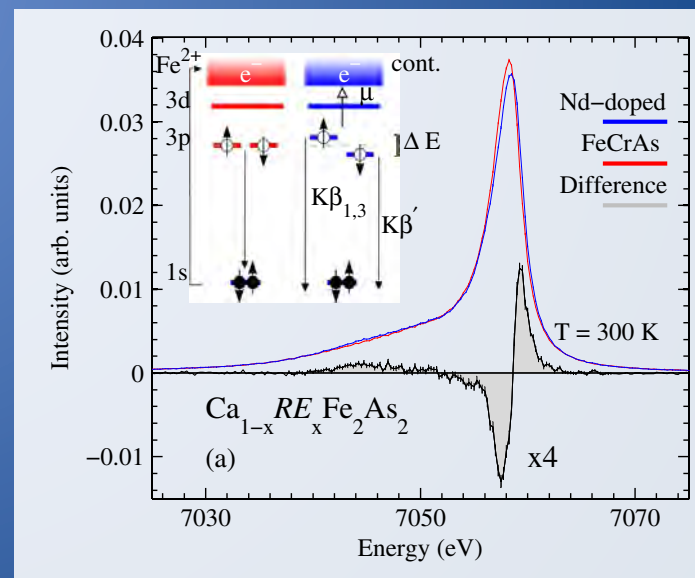 0.04
0.03
0.02
0.01
0
−0.01
Intensity (arb. units)
Fe2+
e−
e−
cont.
3d
μ
3p
Δ E
Kβ1,3
Kβ′
1s
Nd−doped
FeCrAs
Difference
T = 300 K
Ca1−xRExFe2As2
(a)
x4
7030
7050
7070
Energy (eV)